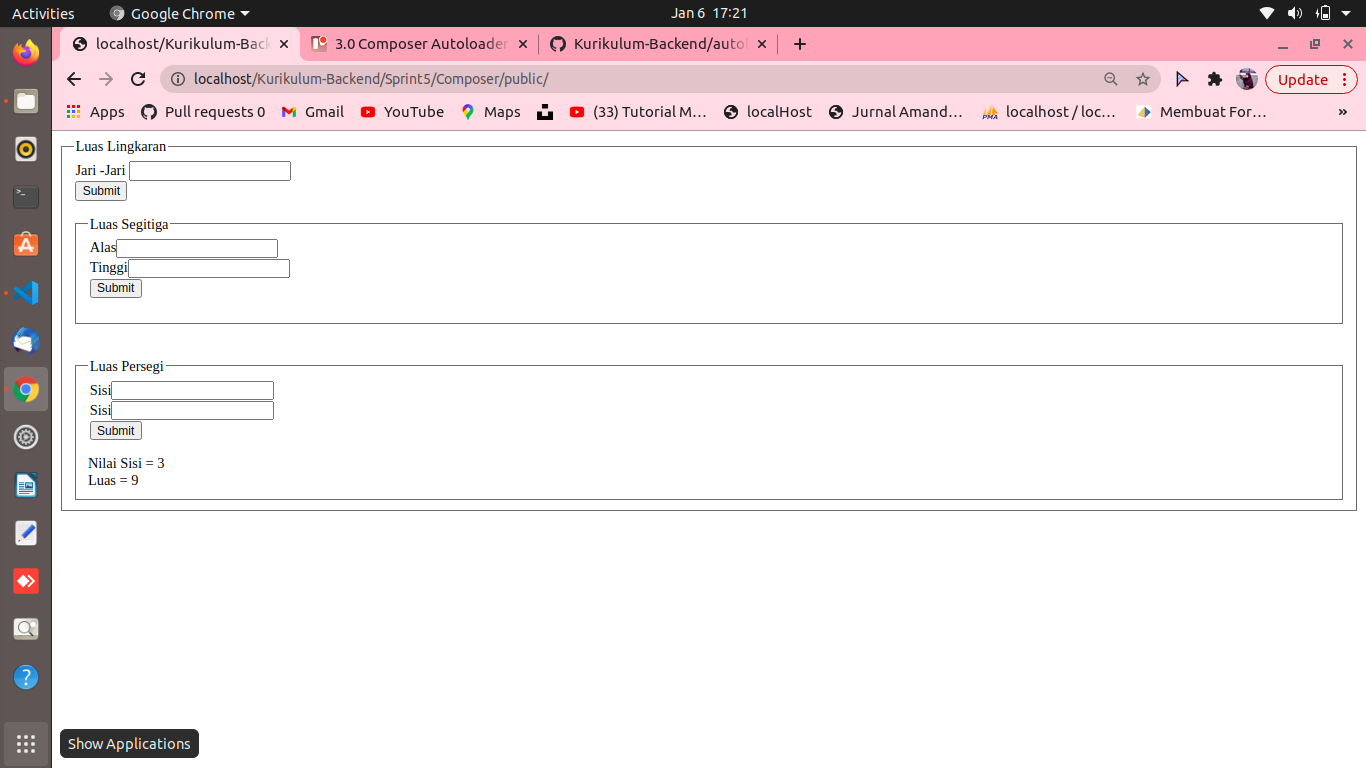 Activities Google Chrome Jan 6 17:21
localhost/Kurikulum-Back 3.0 Composer Autoloader Kurikulum-Backend/autol
localhost/Kurikulum-Backend/Sprint5/Composer/public/ Update
Apps Pull requests 0 Gmail YouTube Maps (33) Tutorial M… localHost Jurnal Amand… PMA localhost / loc… Membuat For… »
Luas Lingkaran
Jari -Jari
Submit
Luas Segitiga
Alas
Tinggi
Submit
Luas Persegi
Sisi
Sisi
Submit
Nilai Sisi = 3
Luas = 9
Show Applications